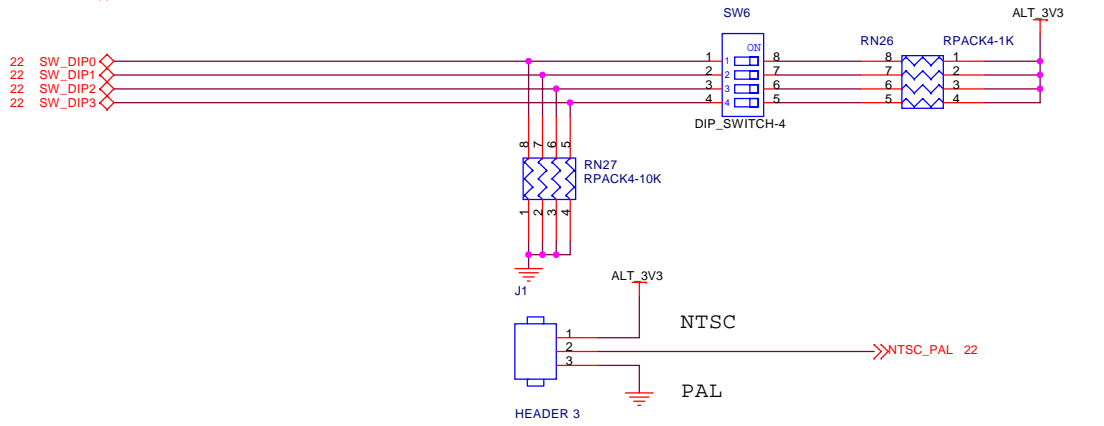 SW6
ALT_3V3
RN26 RPACK4-1K
ON
22 SW_DIP0 1 1 8 8 1
22 SW_DIP1 2 2 7 7 2
22 SW_DIP2 3 3 6 6 3
22 SW_DIP3 4 4 5 5 4
DIP_SWITCH-4
8 7 6 5
RN27
RPACK4-10K
1 2 3 4
ALT_3V3
J1
NTSC
1
2 NTSC_PAL 22
3
PAL
HEADER 3